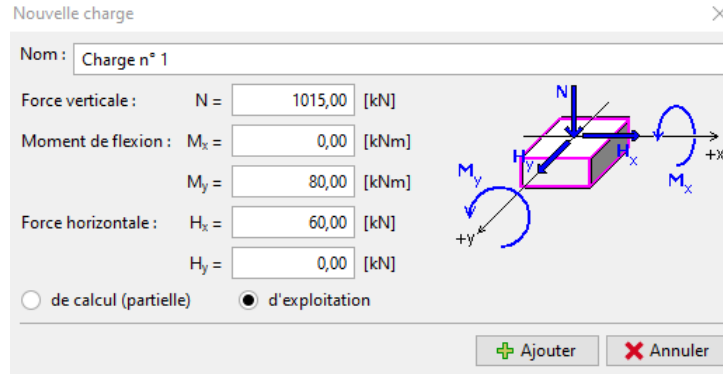 Nouvelle charge
Nom : Charge n° 1
Force verticale : N = 1015,00 [kN]
Moment de flexion : Mx = 0,00 [kNm]
My = 80,00 [kNm]
Force horizontale : Hx = 60,00 [kN]
Hy = 0,00 [kN]
de calcul (partielle) d'exploitation
N
Hy Hx +x
My Mx
+y
Ajouter Annuler